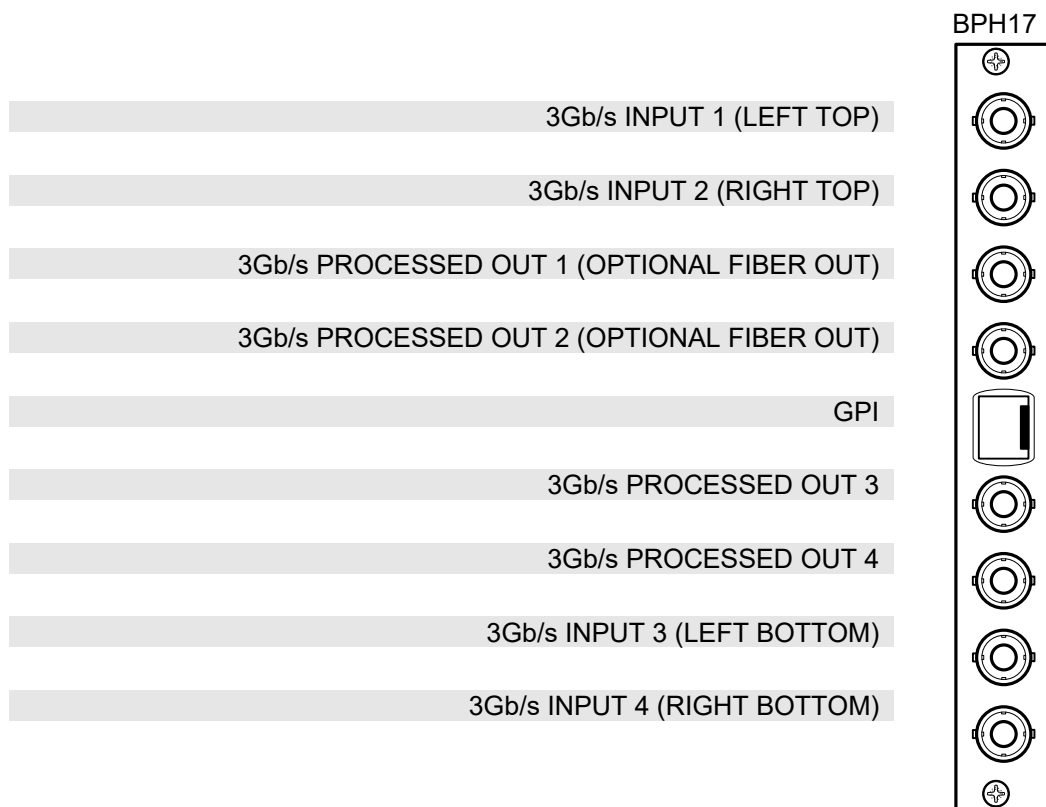 BPH17
3Gb/s INPUT 1 (LEFT TOP)
3Gb/s INPUT 2 (RIGHT TOP)
3Gb/s PROCESSED OUT 1 (OPTIONAL FIBER OUT)
3Gb/s PROCESSED OUT 2 (OPTIONAL FIBER OUT)
GPI
3Gb/s PROCESSED OUT 3
3Gb/s PROCESSED OUT 4
3Gb/s INPUT 3 (LEFT BOTTOM)
3Gb/s INPUT 4 (RIGHT BOTTOM)